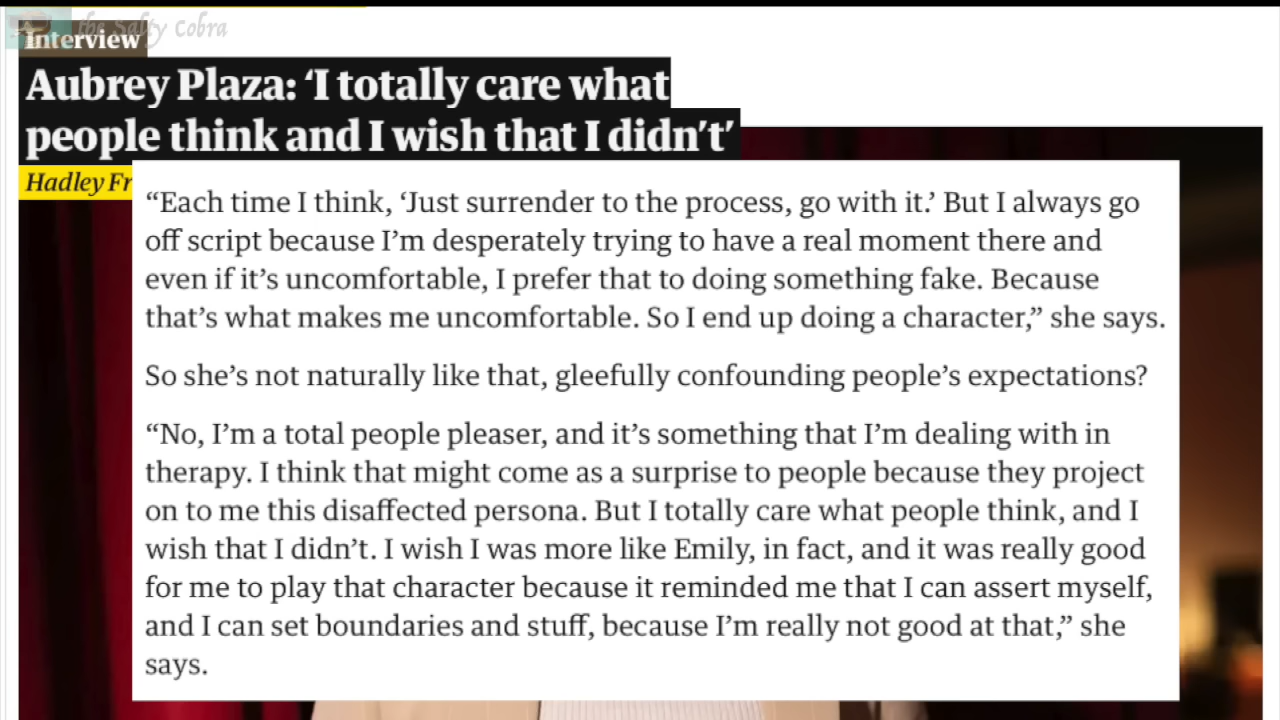 the Salty Cobra
Interview
Aubrey Plaza: ‘I totally care what
people think and I wish that I didn’t’
Hadley Fr
“Each time I think, ‘Just surrender to the process, go with it.’ But I always go
off script because I’m desperately trying to have a real moment there and
even if it’s uncomfortable, I prefer that to doing something fake. Because
that’s what makes me uncomfortable. So I end up doing a character,” she says.
So she’s not naturally like that, gleefully confounding people’s expectations?
“No, I’m a total people pleaser, and it’s something that I’m dealing with in
therapy. I think that might come as a surprise to people because they project
on to me this disaffected persona. But I totally care what people think, and I
wish that I didn’t. I wish I was more like Emily, in fact, and it was really good
for me to play that character because it reminded me that I can assert myself,
and I can set boundaries and stuff, because I’m really not good at that,” she
says.